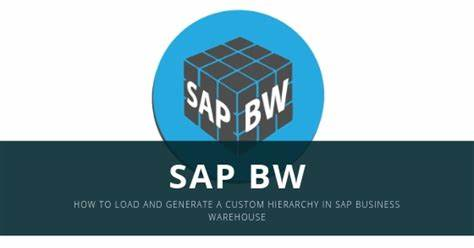 SAP BW
SAP BW
HOW TO LOAD AND GENERATE A CUSTOM HIERARCHY IN SAP BUSINESS
WAREHOUSE